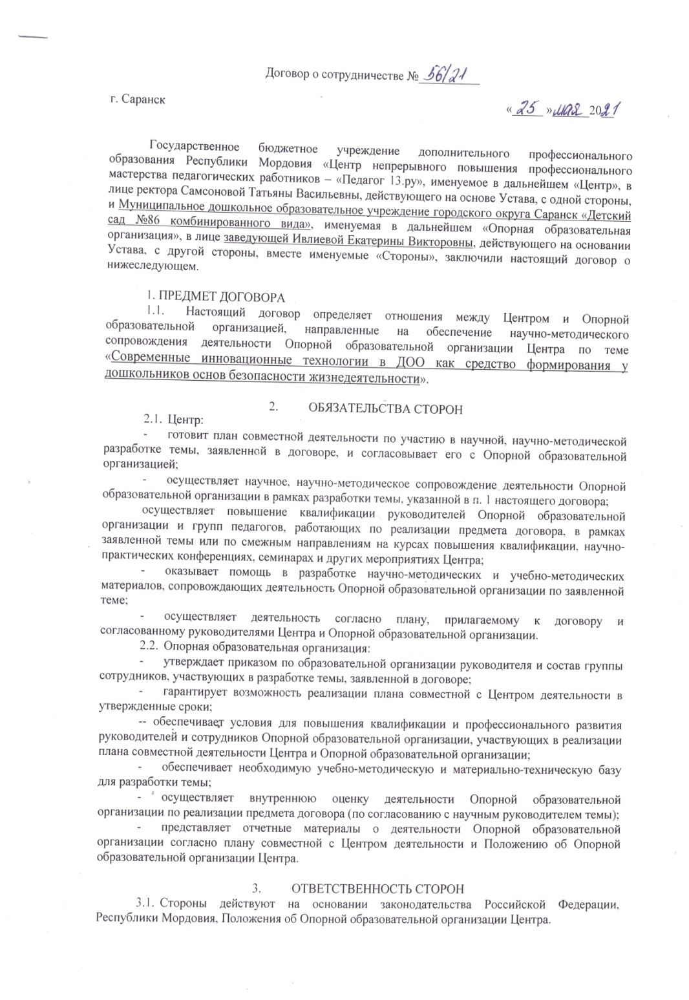 Договор о сотрудничестве № 56/21
г. Саранск
« 25 » мая 2021
Государственное бюджетное учреждение дополнительного профессионального
образования Республики Мордовия «Центр непрерывного повышения профессионального
мастерства педагогических работников – «Педагог 13.ру», именуемое в дальнейшем «Центр», в
лице ректора Самсоновой Татьяны Васильевны, действующего на основе Устава, с одной стороны,
и Муниципальное дошкольное образовательное учреждение городского округа Саранск «Детский
сад №86 комбинированного вида», именуемая в дальнейшем «Опорная образовательная
организация», в лице заведующей Ивлиевой Екатерины Викторовны, действующего на основании
Устава, с другой стороны, вместе именуемые «Стороны», заключили настоящий договор о
нижеследующем.
1. ПРЕДМЕТ ДОГОВОРА
1.1. Настоящий договор определяет отношения между Центром и Опорной
образовательной организацией, направленные на обеспечение научно-методического
сопровождения деятельности Опорной образовательной организации Центра по теме
«Современные инновационные технологии в ДОО как средство формирования у
дошкольников основ безопасности жизнедеятельности».
2. ОБЯЗАТЕЛЬСТВА СТОРОН
2.1. Центр:
- готовит план совместной деятельности по участию в научной, научно-методической
разработке темы, заявленной в договоре, и согласовывает его с Опорной образовательной
организацией;
- осуществляет научное, научно-методическое сопровождение деятельности Опорной
образовательной организации в рамках разработки темы, указанной в п. 1 настоящего договора;
осуществляет повышение квалификации руководителей Опорной образовательной
организации и групп педагогов, работающих по реализации предмета договора, в рамках
заявленной темы или по смежным направлениям на курсах повышения квалификации, научно-
практических конференциях, семинарах и других мероприятиях Центра;
- оказывает помощь в разработке научно-методических и учебно-методических
материалов, сопровождающих деятельность Опорной образовательной организации по заявленной
теме;
- осуществляет деятельность согласно плану, прилагаемому к договору и
согласованному руководителями Центра и Опорной образовательной организации.
2.2. Опорная образовательная организация:
- утверждает приказом по образовательной организации руководителя и состав группы
сотрудников, участвующих в разработке темы, заявленной в договоре;
- гарантирует возможность реализации плана совместной с Центром деятельности в
утвержденные сроки;
-- обеспечивает условия для повышения квалификации и профессионального развития
руководителей и сотрудников Опорной образовательной организации, участвующих в реализации
плана совместной деятельности Центра и Опорной образовательной организации;
- обеспечивает необходимую учебно-методическую и материально-техническую базу
для разработки темы;
- осуществляет внутреннюю оценку деятельности Опорной образовательной
организации по реализации предмета договора (по согласованию с научным руководителем темы);
- представляет отчетные материалы о деятельности Опорной образовательной
организации согласно плану совместной с Центром деятельности и Положению об Опорной
образовательной организации Центра.
3. ОТВЕТСТВЕННОСТЬ СТОРОН
3.1. Стороны действуют на основании законодательства Российской Федерации,
Республики Мордовия, Положения об Опорной образовательной организации Центра.